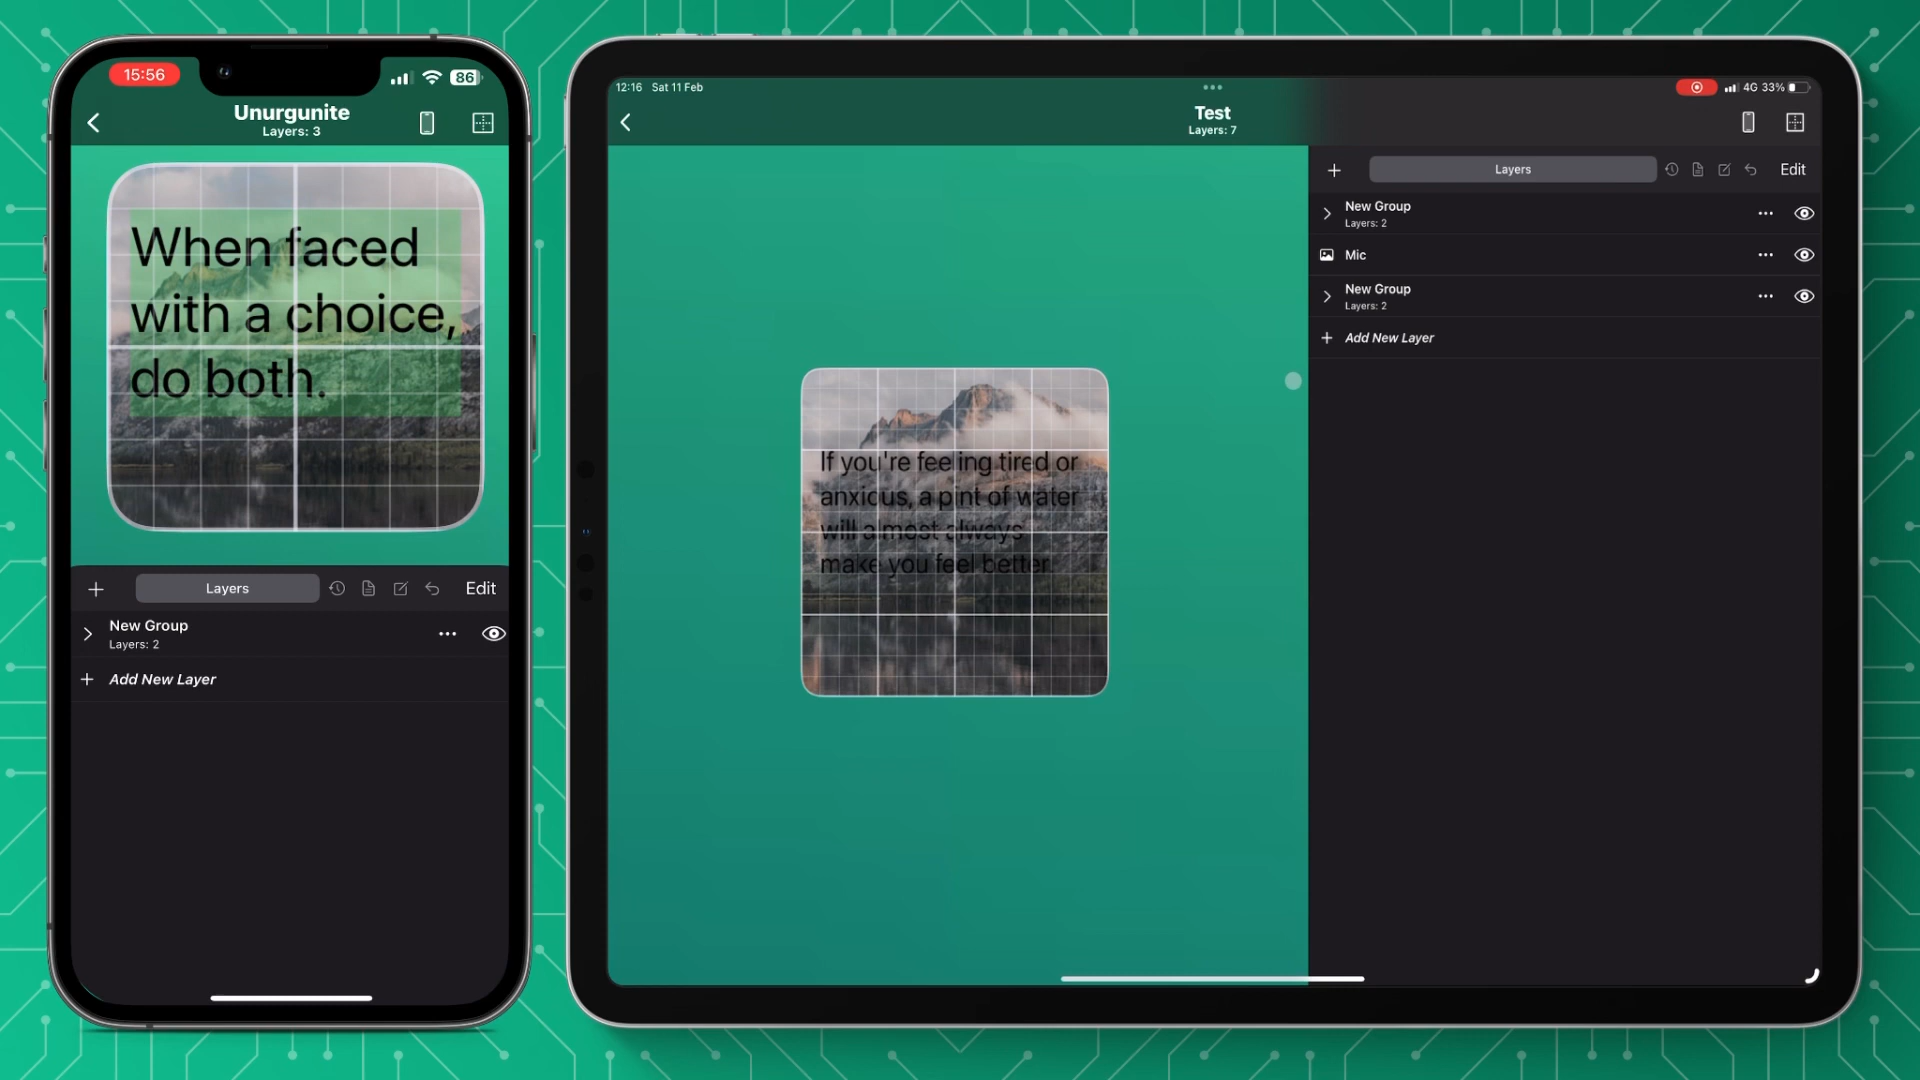 15:56
86
Unurgunite
Layers: 3
When faced
with a choice,
do both.
Layers
Edit
New Group
Layers: 2
Add New Layer
12:16 Sat 11 Feb
4G 33%
Test
Layers: 7
If you're feeling tired or
anxious, a pint of water
will almost always
make you feel better.
Layers
Edit
New Group
Layers: 2
Mic
New Group
Layers: 2
Add New Layer